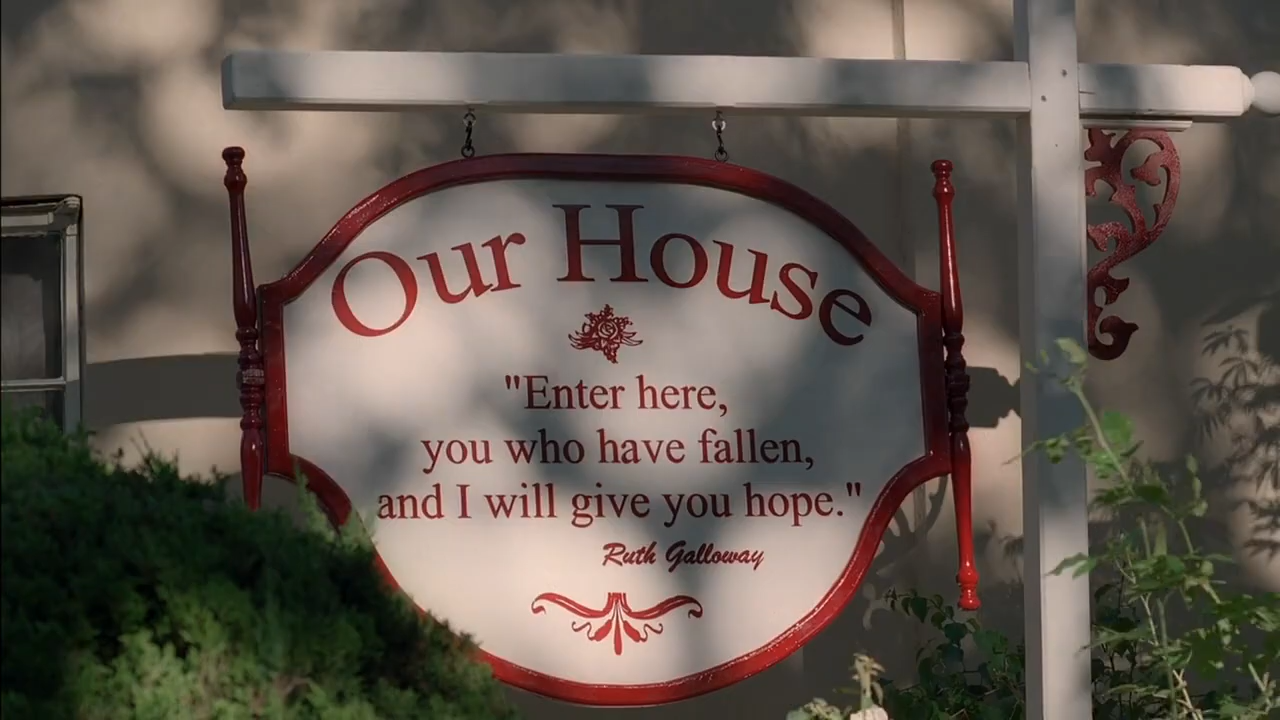 Our House
"Enter here,
you who have fallen,
and I will give you hope."
Ruth Galloway